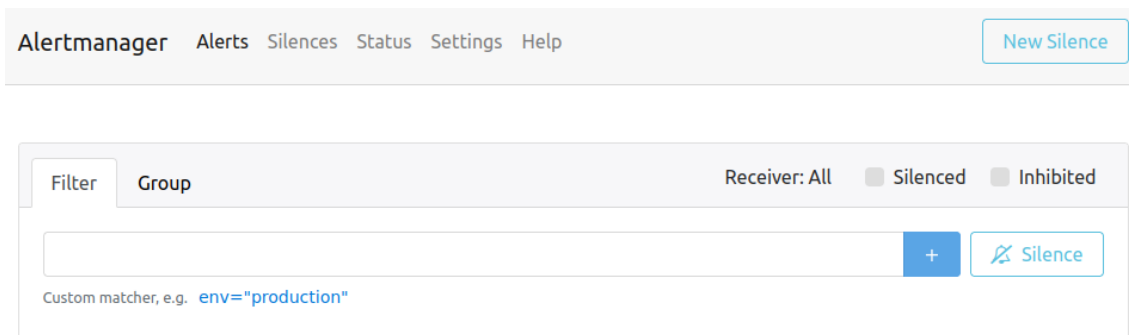 Alertmanager Alerts Silences Status Settings Help New Silence
Filter Group Receiver: All Silenced Inhibited
+ Silence
Custom matcher, e.g. env="production"